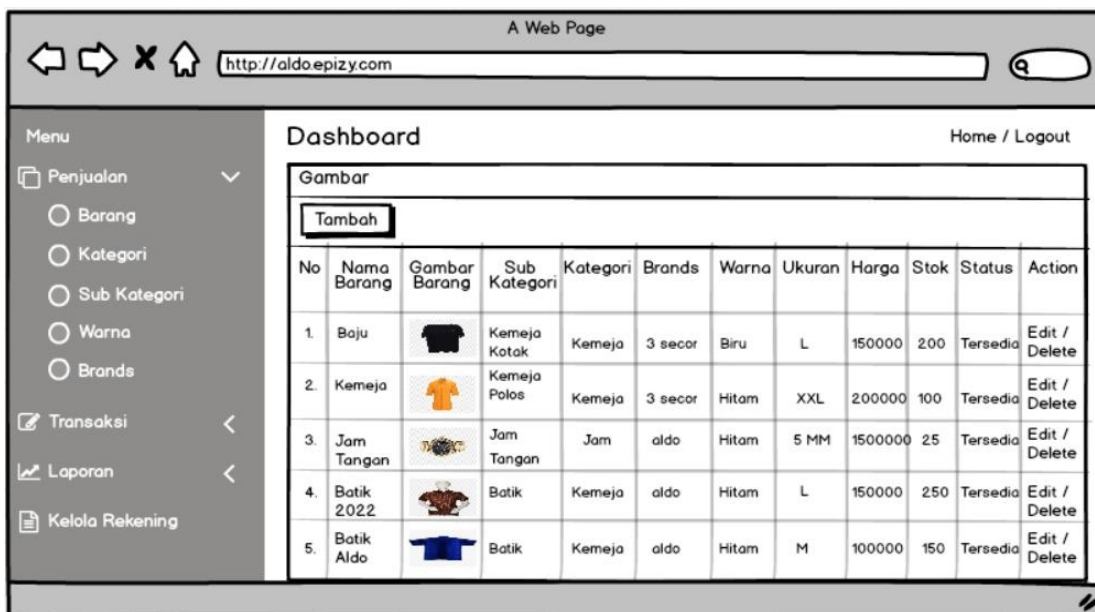 A Web Page
http://aldo.epizy.com
Menu
Penjualan
Barang
Kategori
Sub Kategori
Warna
Brands
Transaksi
Laporan
Kelola Rekening
Dashboard
Home / Logout
Gambar
Tambah
No Nama Barang Gambar Barang Sub Kategori Kategori Brands Warna Ukuran Harga Stok Status Action
1. Baju Kemeja Kotak Kemeja 3 secor Biru L 150000 200 Tersedia Edit / Delete
2. Kemeja Kemeja Polos Kemeja 3 secor Hitam XXL 200000 100 Tersedia Edit / Delete
3. Jam Tangan Jam Tangan Jam aldo Hitam 5 MM 1500000 25 Tersedia Edit / Delete
4. Batik 2022 Batik Kemeja aldo Hitam L 150000 250 Tersedia Edit / Delete
5. Batik Aldo Batik Kemeja aldo Hitam M 100000 150 Tersedia Edit / Delete